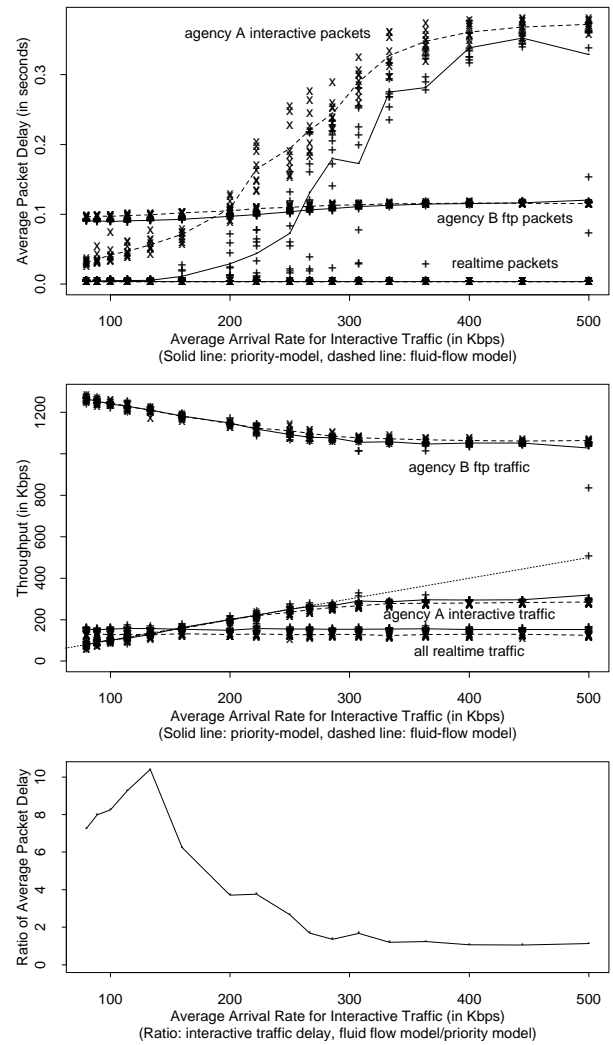 Average Packet Delay (in seconds)
0.0 0.1 0.2 0.3
agency A interactive packets
agency B ftp packets
realtime packets
100 200 300 400 500
Average Arrival Rate for Interactive Traffic (in Kbps)
(Solid line: priority-model, dashed line: fluid-flow model)
Throughput (in Kbps)
0 200 400 600 800 1200
agency B ftp traffic
agency A interactive traffic
all realtime traffic
100 200 300 400 500
Average Arrival Rate for Interactive Traffic (in Kbps)
(Solid line: priority-model, dashed line: fluid-flow model)
Ratio of Average Packet Delay
0 2 4 6 8 10
100 200 300 400 500
Average Arrival Rate for Interactive Traffic (in Kbps)
(Ratio: interactive traffic delay, fluid flow model/priority model)